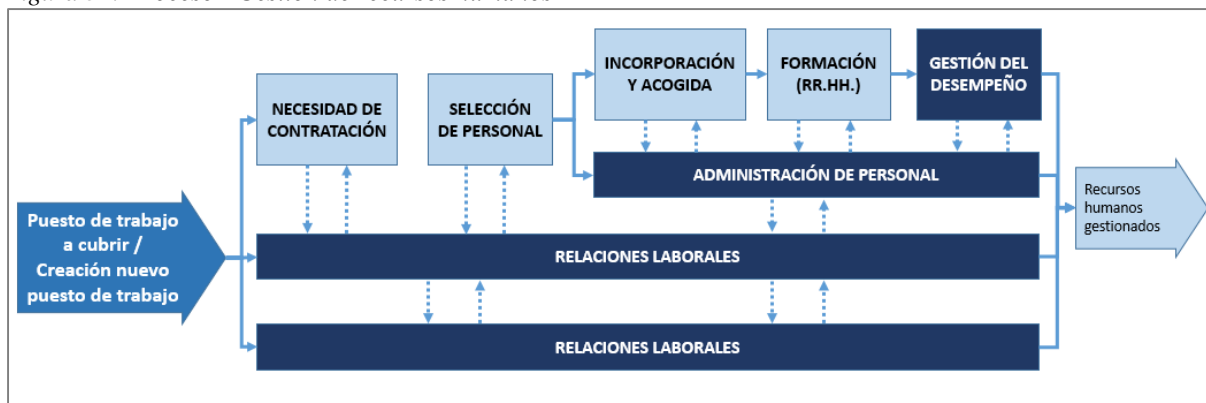 INCORPORACIÓN
Y ACOGIDA
FORMACIÓN
(RR.HH.)
GESTIÓN DEL
DESEMPEÑO
NECESIDAD DE
CONTRATACIÓN
SELECCIÓN
DE PERSONAL
ADMINISTRACIÓN DE PERSONAL
Puesto de trabajo
a cubrir /
Creación nuevo
puesto de trabajo
Recursos
humanos
gestionados
RELACIONES LABORALES
RELACIONES LABORALES